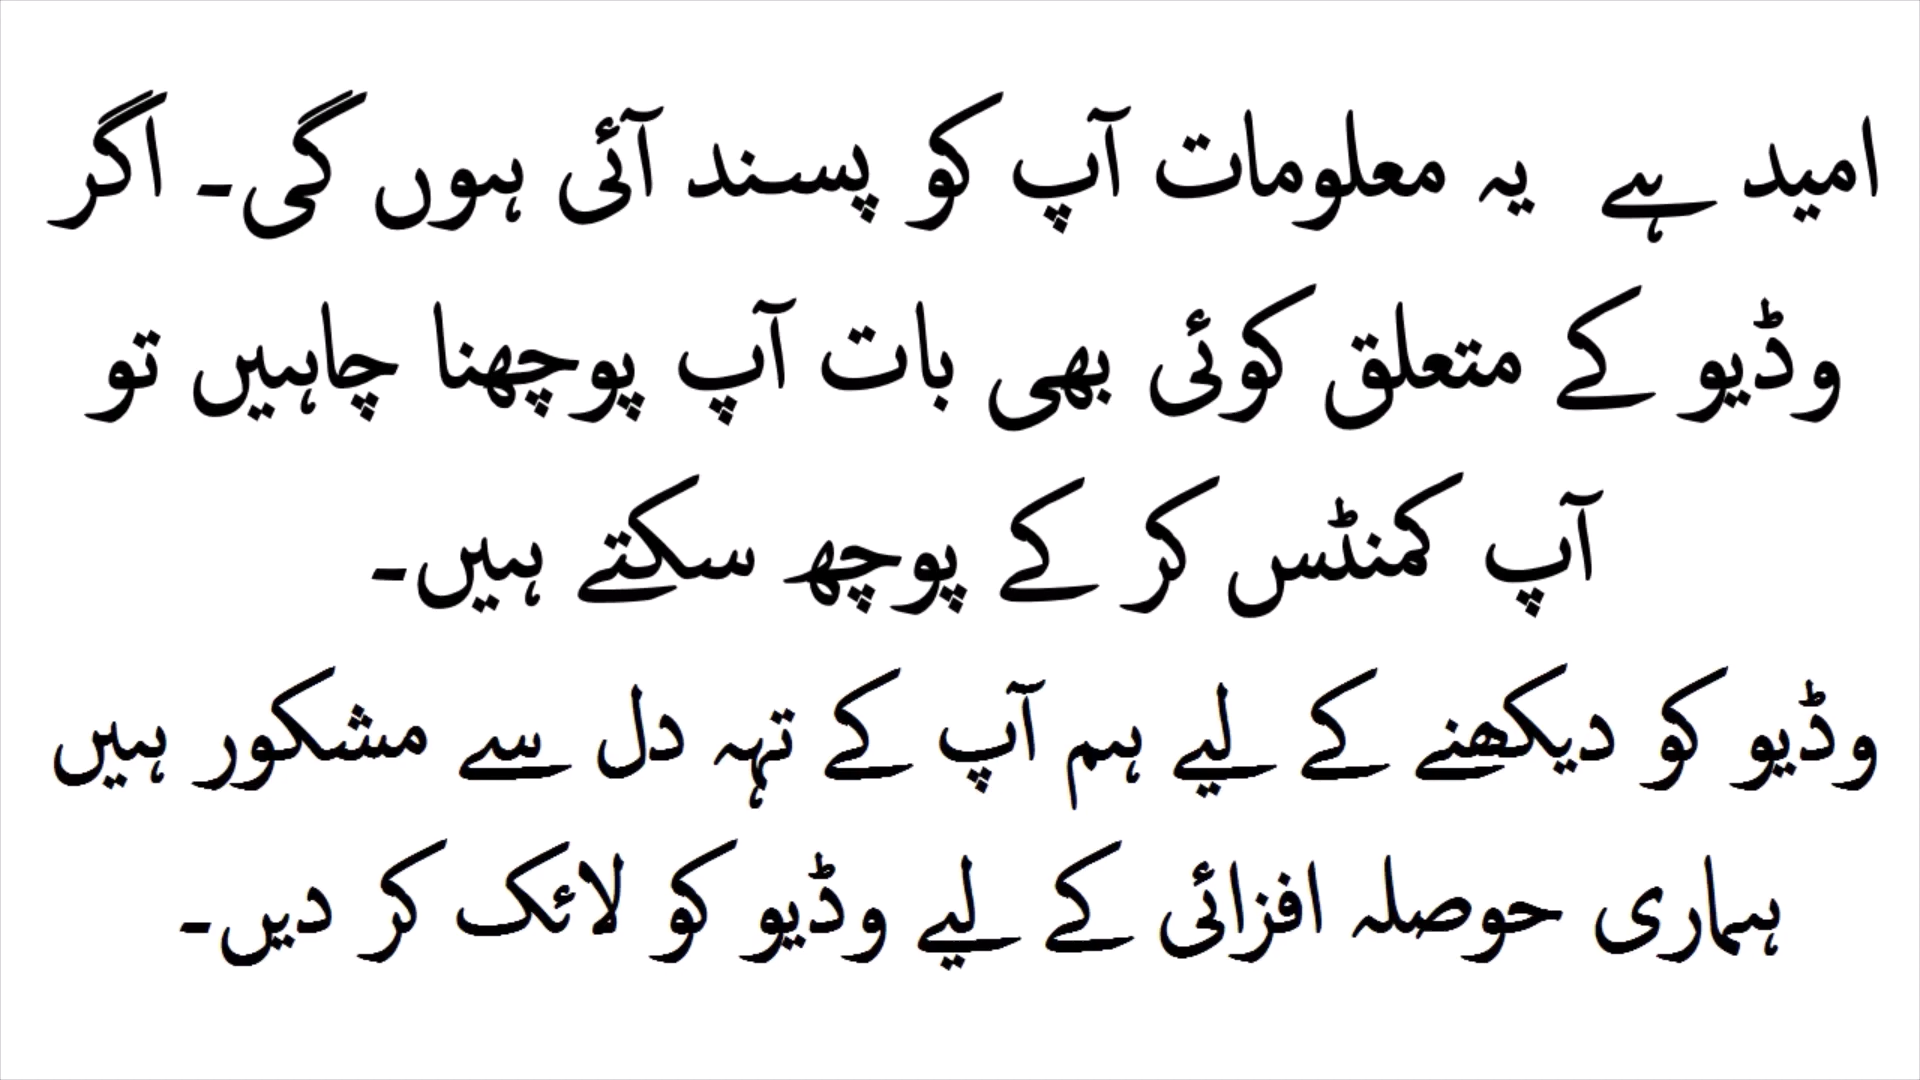 امید ہے یہ معلومات آپ کو پسند آئی ہوں گی۔ اگر
وڈیو کے متعلق کوئی بھی بات آپ پوچھنا چاہیں تو
آپ کمنٹس کر کے پوچھ سکتے ہیں۔
وڈیو کو دیکھنے کے لیے ہم آپ کے تہہ دل سے مشکور ہیں
ہماری حوصلہ افزائی کے لیے وڈیو کو لائک کر دیں۔